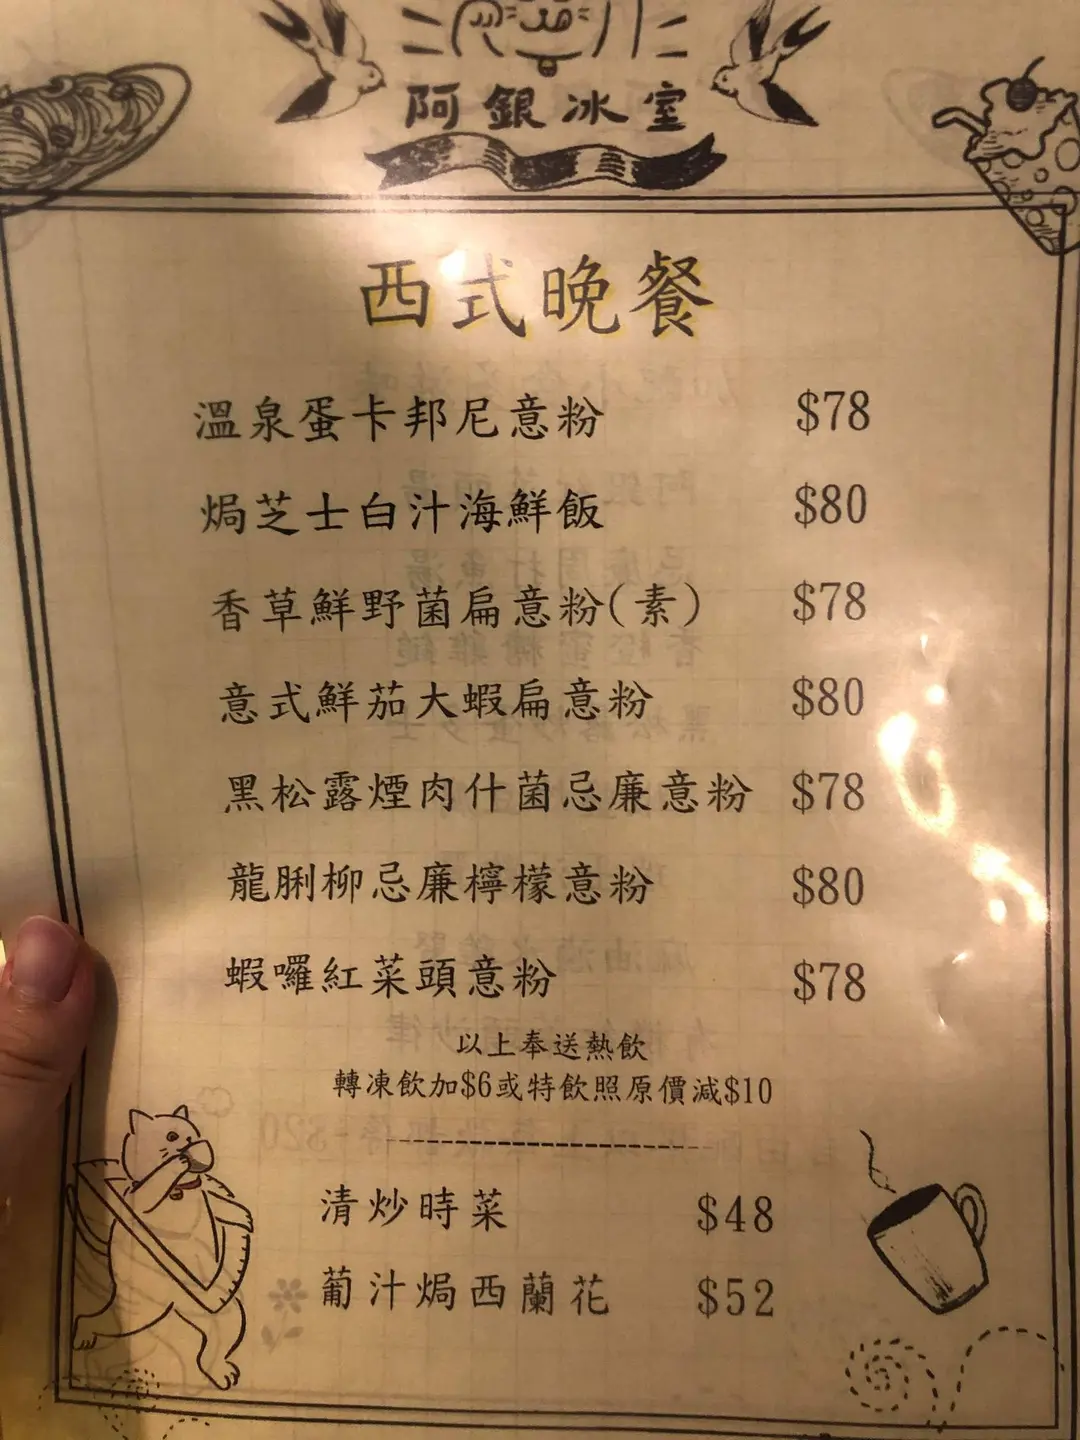 阿銀冰室
西式晚餐
溫泉蛋卡邦尼意粉 $78
焗芝士白汁海鮮飯 $80
香草鮮野菌扁意粉(素) $78
意式鮮茄大蝦扁意粉 $80
黑松露煙肉什菌忌廉意粉 $78
龍脷柳忌廉檸檬意粉 $80
蝦囉紅菜頭意粉 $78
以上奉送熱飲
轉凍飲加$6或特飲照原價減$10
清炒時菜 $48
葡汁焗西蘭花 $52